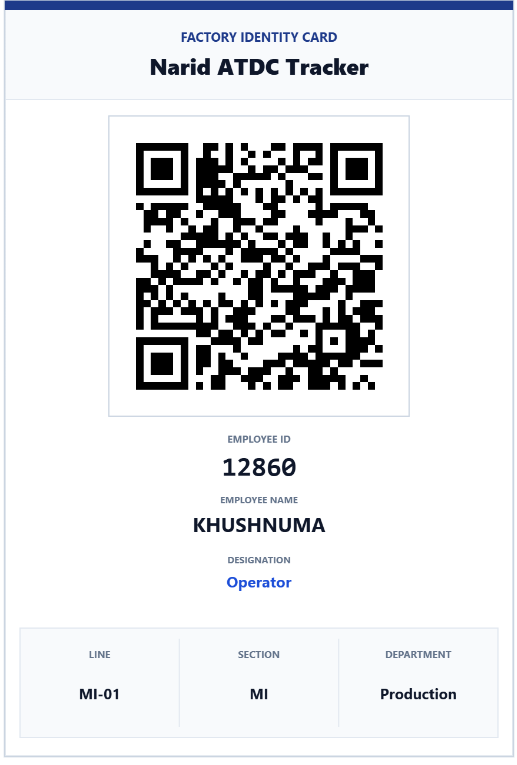 FACTORY IDENTITY CARD
Narid ATDC Tracker
EMPLOYEE ID
12860
EMPLOYEE NAME
KHUSHNUMA
DESIGNATION
Operator
LINE SECTION DEPARTMENT
MI-01 MI Production